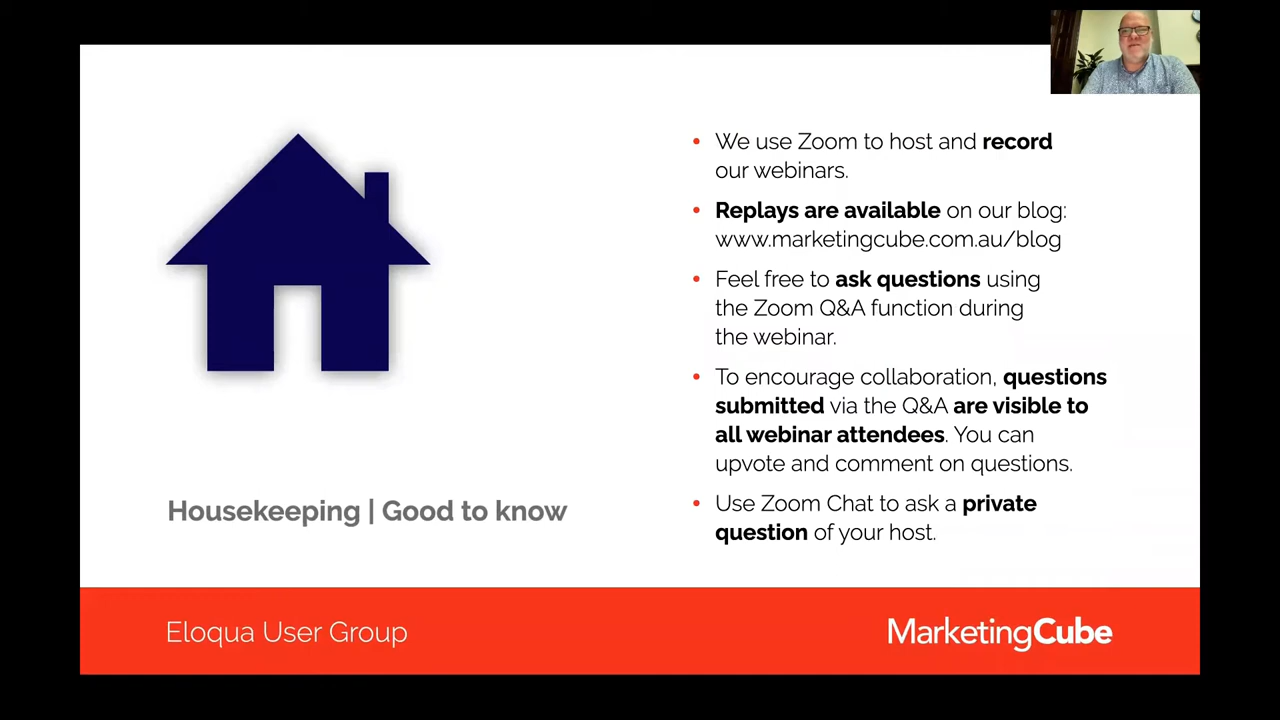 We use Zoom to host and record
our webinars.
Replays are available on our blog:
www.marketingcube.com.au/blog
Feel free to ask questions using
the Zoom Q&A function during
the webinar.
To encourage collaboration, questions
submitted via the Q&A are visible to
all webinar attendees. You can
upvote and comment on questions.
Use Zoom Chat to ask a private
question of your host.
Housekeeping | Good to know
Eloqua User Group
MarketingCube